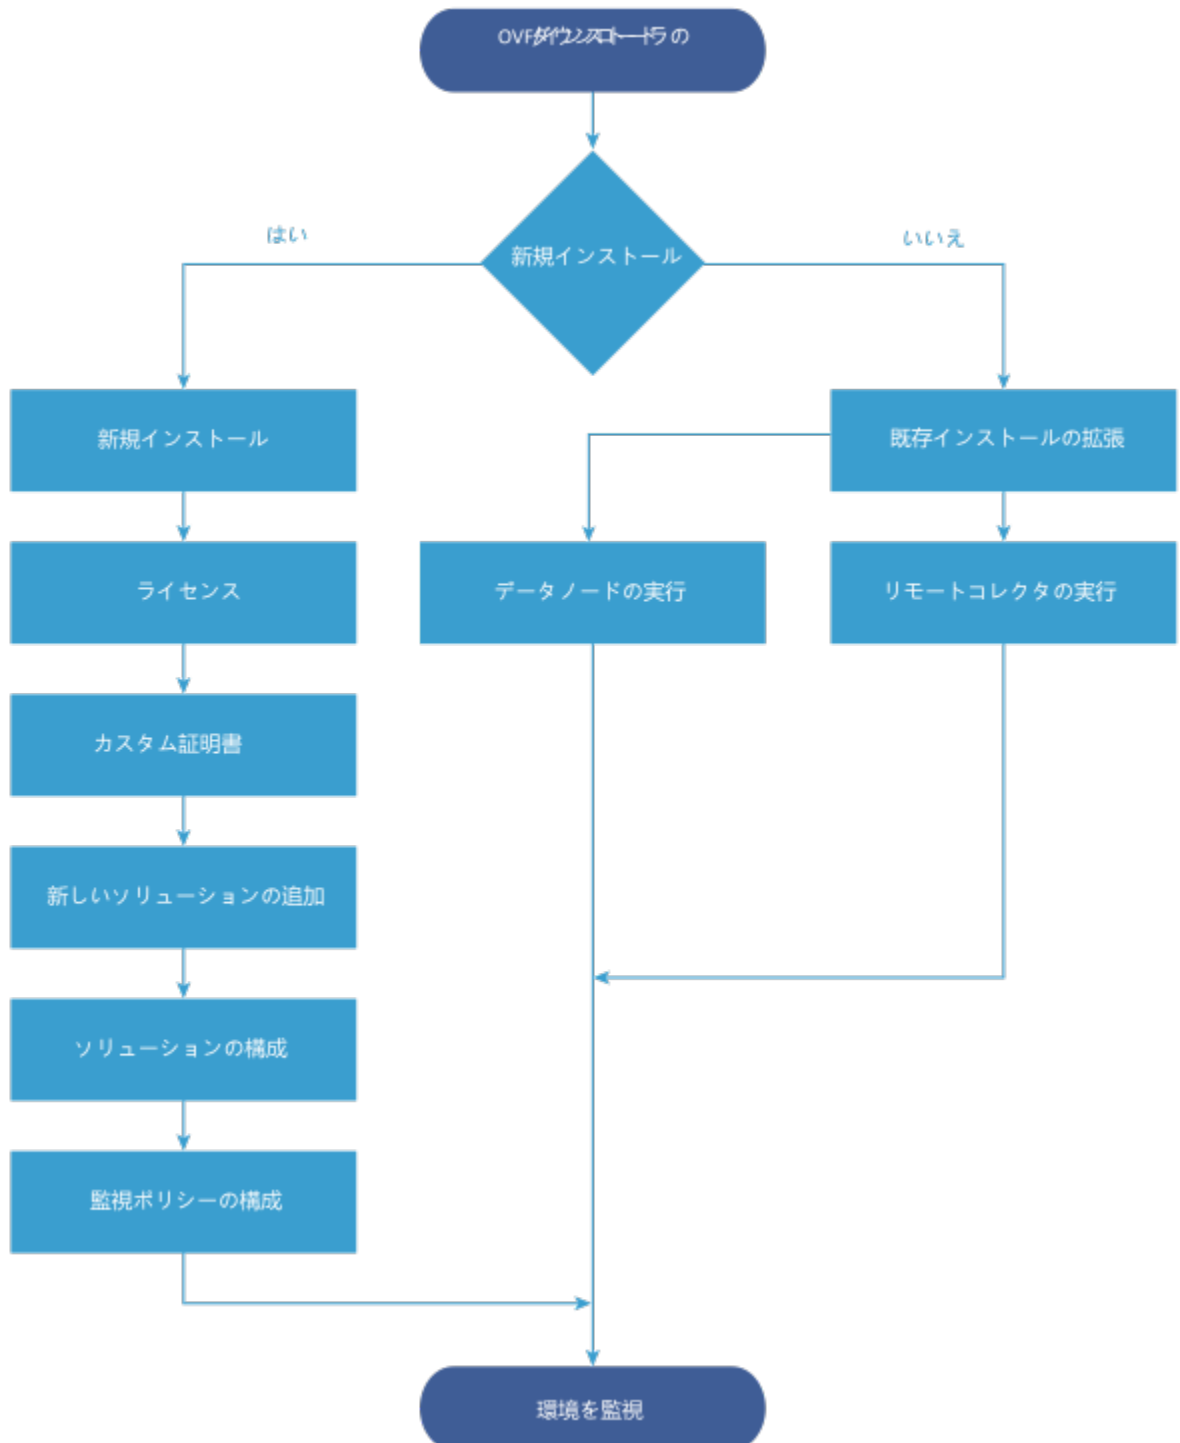 OVF
の
はい
いいえ
新規インストール
新規インストール
既存インストールの拡張
ライセンス
データノードの実行
リモートコレクタの実行
カスタム証明書
新しいソリューションの追加
ソリューションの構成
監視ポリシーの構成
環境を監視